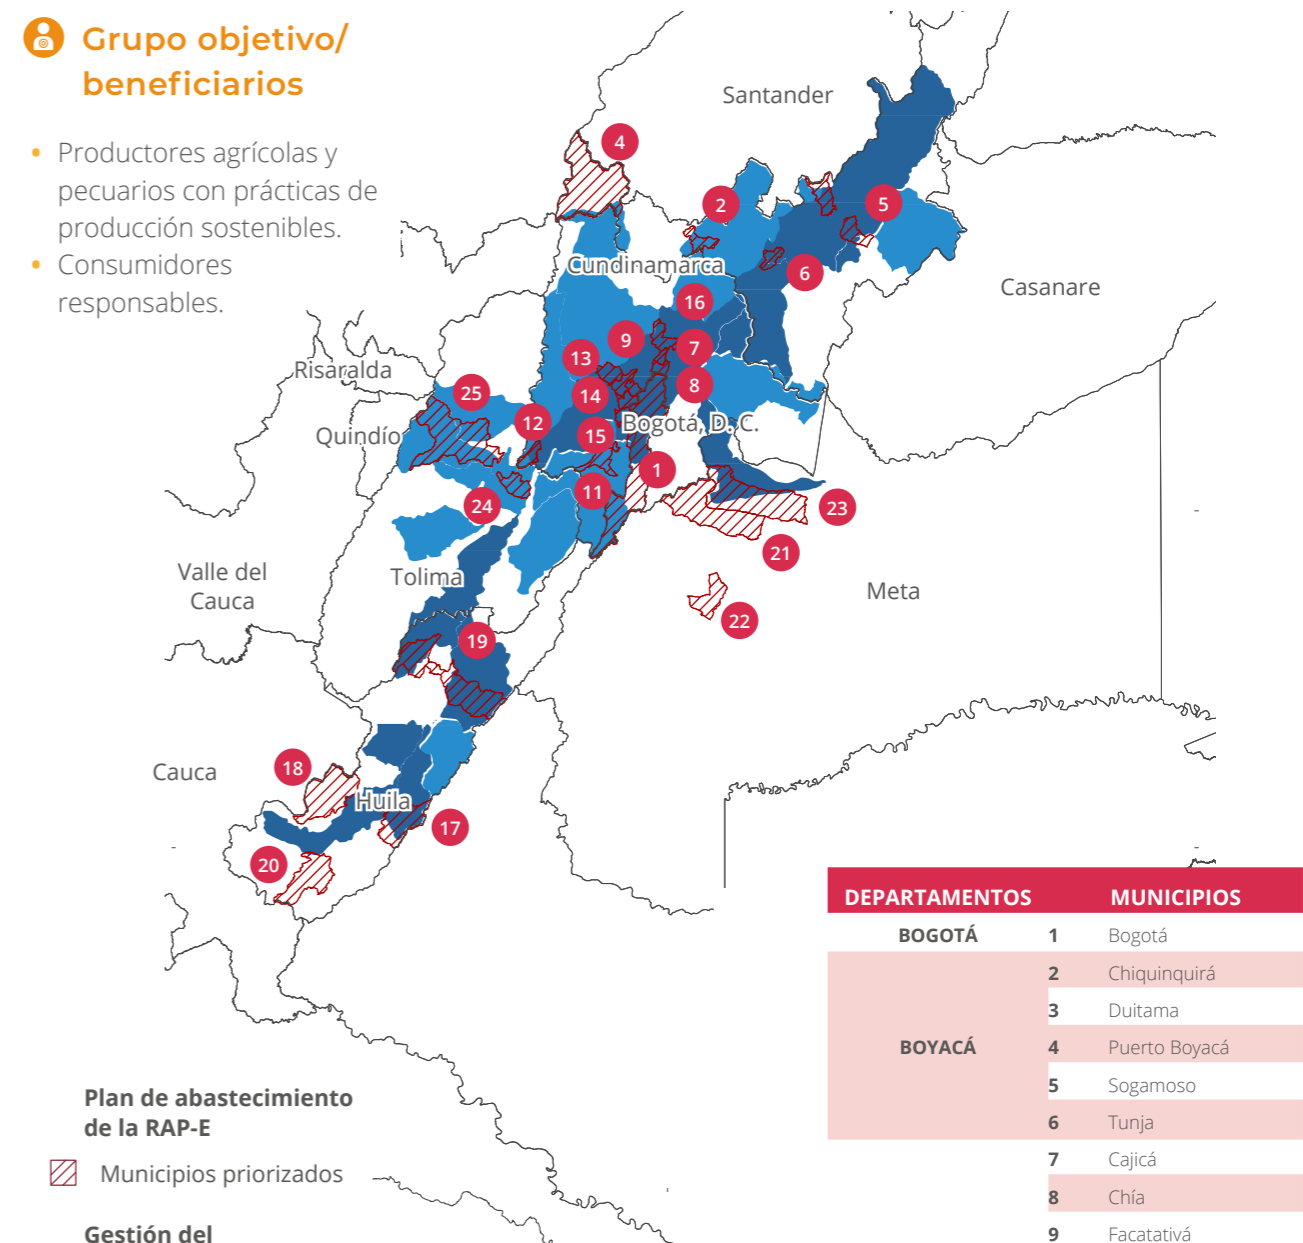 Grupo objetivo/
beneficiarios
• Productores agrícolas y
pecuarios con prácticas de
producción sostenibles.
• Consumidores
responsables.
Santander
4
2
5
Cundinamarca
6
Casanare
16
9
7
13
Risaralda
8
25
14
12
Bogotá, D. C.
Quindío
15
1
11
24
23
21
Valle del
Cauca
Tolima
Meta
22
19
Cauca
18
Huila
17
20
DEPARTAMENTOS MUNICIPIOS
BOGOTÁ 1 Bogotá
2 Chiquinquirá
3 Duitama
BOYACÁ 4 Puerto Boyacá
5 Sogamoso
6 Tunja
7 Cajicá
8 Chía
9 Facatativá
Plan de abastecimiento
de la RAP-E
Municipios priorizados
Gestión del